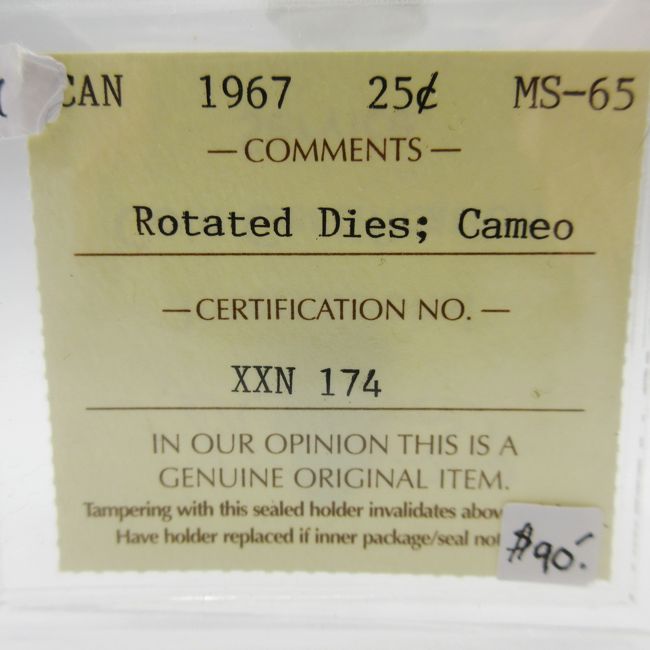 CAN 1967 25¢ MS-65
— COMMENTS —
Rotated Dies; Cameo
— CERTIFICATION NO. —
XXN 174
IN OUR OPINION THIS IS A
GENUINE ORIGINAL ITEM.
Tampering with this sealed holder invalidates
Have holder replaced if inner package/seal
$90.